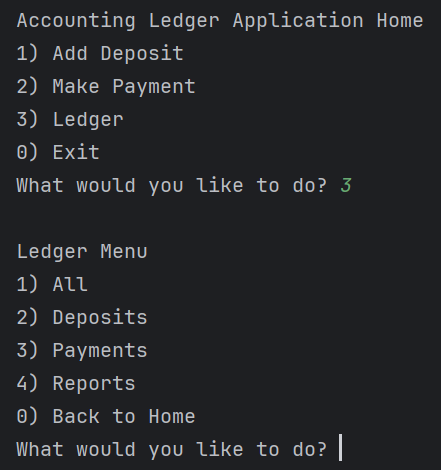 Accounting Ledger Application Home
1) Add Deposit
2) Make Payment
3) Ledger
0) Exit
What would you like to do? 3
Ledger Menu
1) All
2) Deposits
3) Payments
4) Reports
0) Back to Home
What would you like to do?